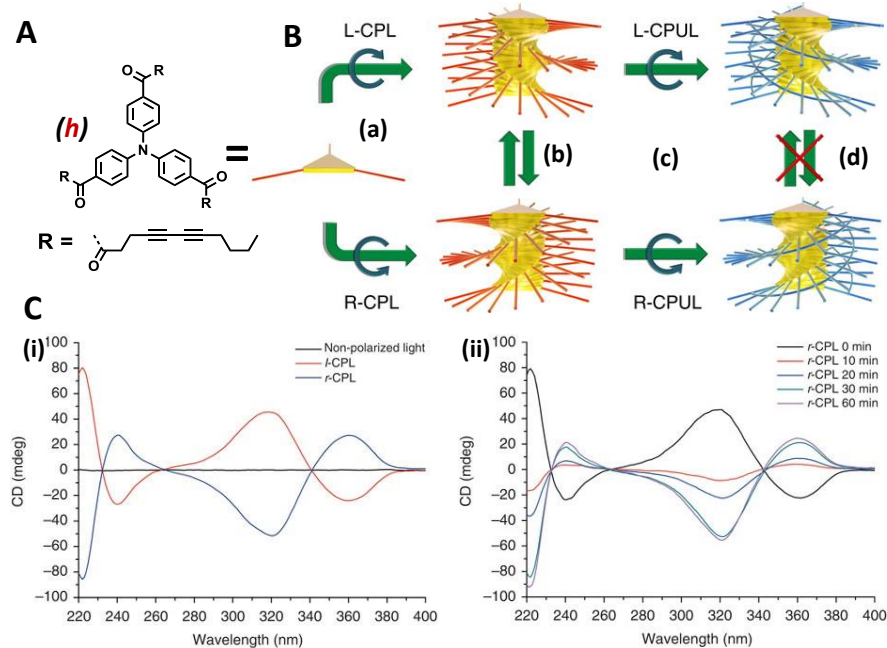 A
R
O
(h)
N
R
O
O
R
=
R =
O
B
L-CPL
L-CPUL
(a)
(b)
(c)
(d)
R-CPL
R-CPUL
C
(i)
100
80
60
40
20
0
−20
−40
−60
−80
−100
CD (mdeg)
Non-polarized light
l-CPL
r-CPL
220 240 260 280 300 320 340 360 380 400
Wavelength (nm)
(ii)
100
80
60
40
20
0
−20
−40
−60
−80
−100
CD (mdeg)
r-CPL 0 min
r-CPL 10 min
r-CPL 20 min
r-CPL 30 min
r-CPL 60 min
220 240 260 280 300 320 340 360 380 400
Wavelength (nm)